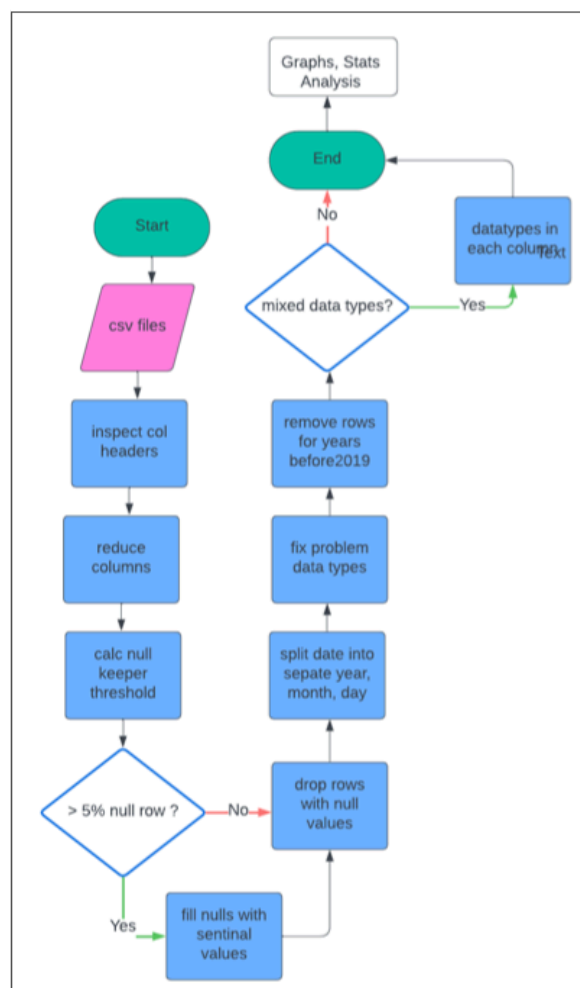 Start
csv files
inspect col
headers
reduce
columns
calc null
keeper
threshold
> 5% null row ?
No
Yes
fill nulls with
sentinal
values
drop rows
with null
values
split date into
sepate year,
month, day
fix problem
data types
remove rows
for years
before2019
mixed data types?
Yes
No
datatypes in
each column
Text
End
Graphs, Stats
Analysis